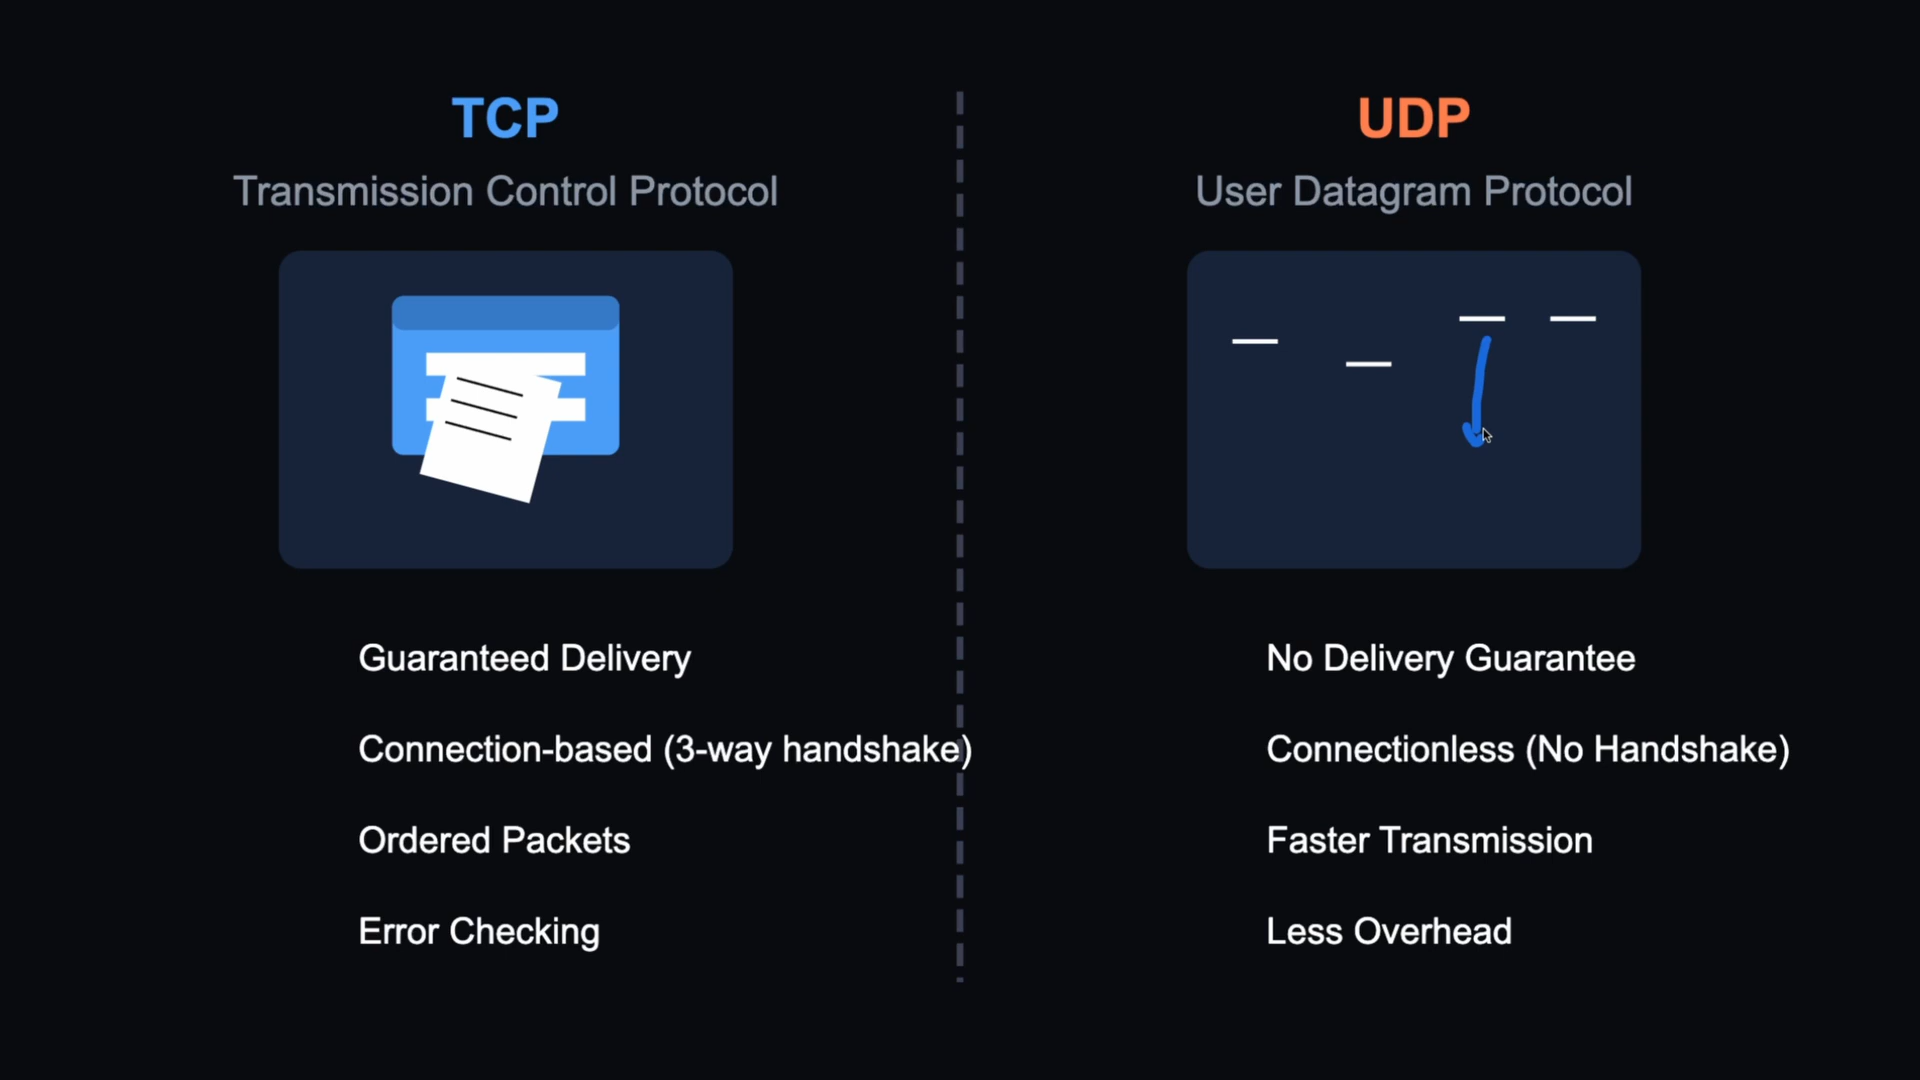 TCP
Transmission Control Protocol
Guaranteed Delivery
Connection-based (3-way handshake)
Ordered Packets
Error Checking
UDP
User Datagram Protocol
No Delivery Guarantee
Connectionless (No Handshake)
Faster Transmission
Less Overhead